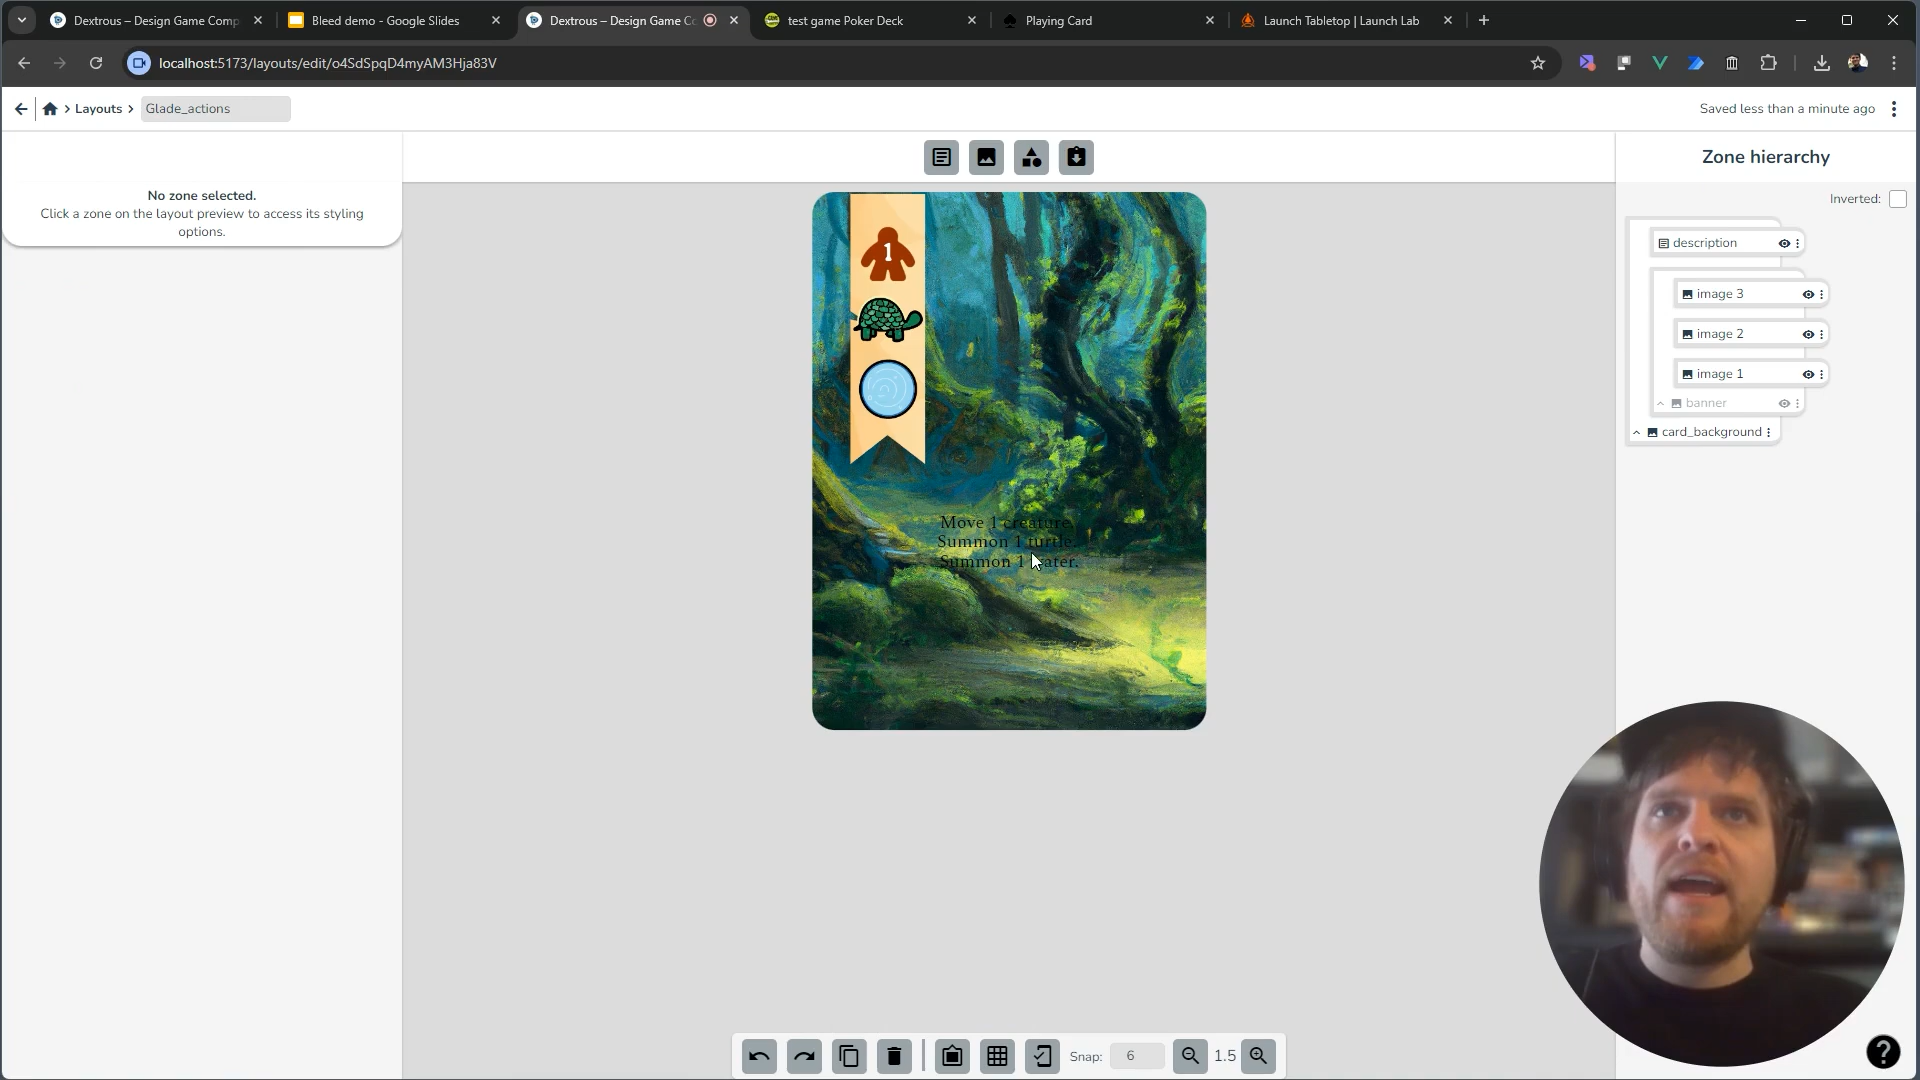 Dextrous – Design Game Comp
Bleed demo - Google Slides
Dextrous – Design Game Co
test game Poker Deck
Playing Card
Launch Tabletop | Launch Lab
localhost:5173/layouts/edit/o4SdSpqD4myAM3Hja83V
Layouts
Glade_actions
Saved less than a minute ago
No zone selected.
Click a zone on the layout preview to access its styling
options.
Zone hierarchy
Inverted:
description
image 3
image 2
image 1
banner
card_background
1
Move 1 creature.
Summon 1 turtle.
Summon 1 water.
Snap: 6
1.5
?